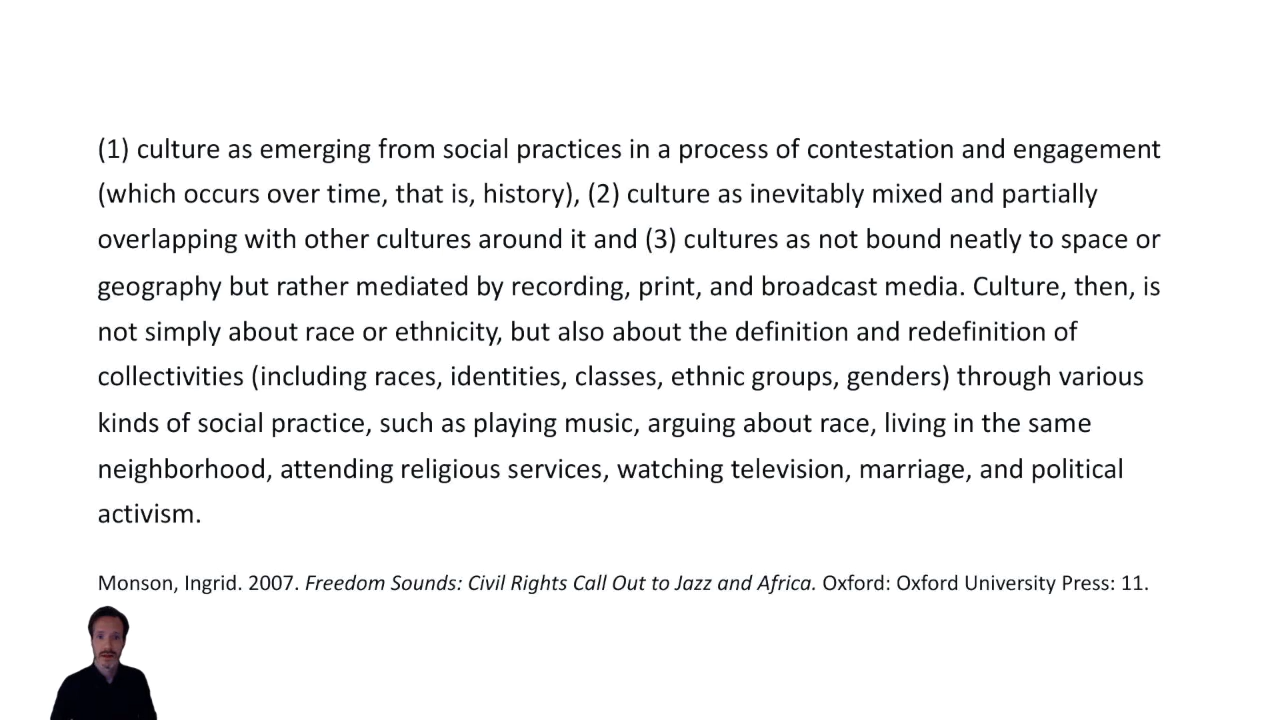 (1) culture as emerging from social practices in a process of contestation and engagement
(which occurs over time, that is, history), (2) culture as inevitably mixed and partially
overlapping with other cultures around it and (3) cultures as not bound neatly to space or
geography but rather mediated by recording, print, and broadcast media. Culture, then, is
not simply about race or ethnicity, but also about the definition and redefinition of
collectivities (including races, identities, classes, ethnic groups, genders) through various
kinds of social practice, such as playing music, arguing about race, living in the same
neighborhood, attending religious services, watching television, marriage, and political
activism.
Monson, Ingrid. 2007. Freedom Sounds: Civil Rights Call Out to Jazz and Africa. Oxford: Oxford University Press: 11.